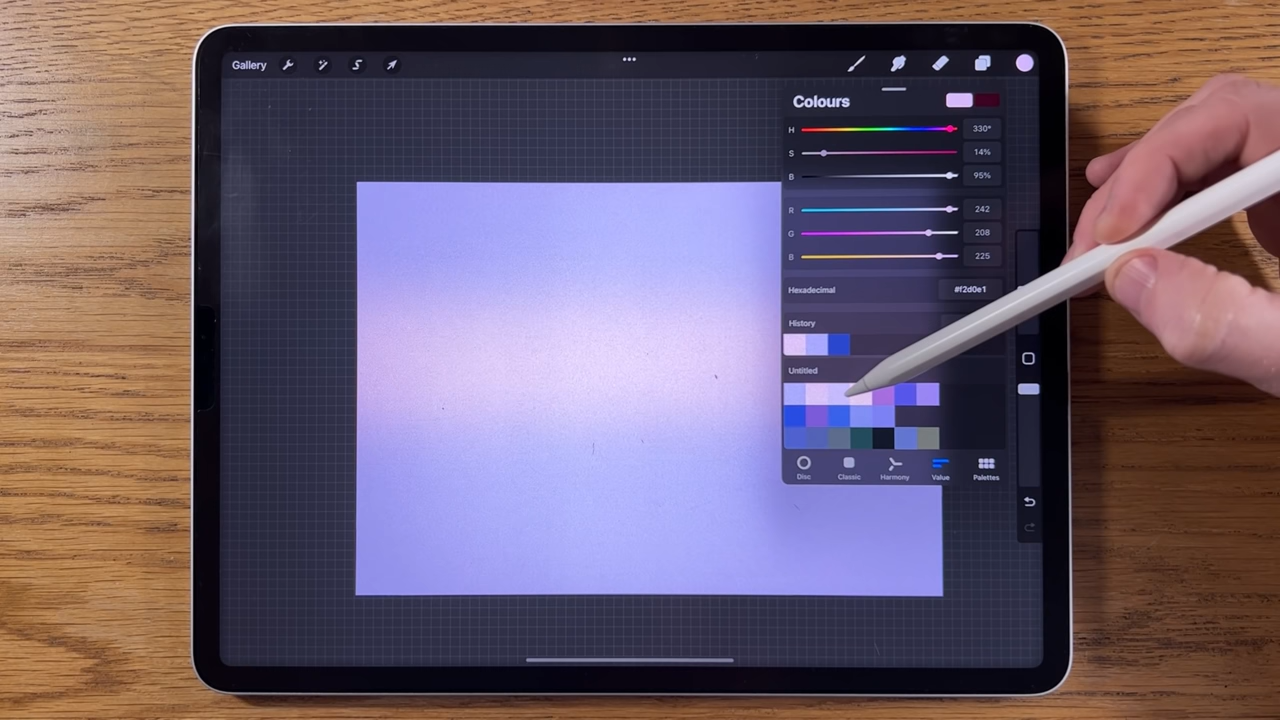 Gallery
Colours
H 330°
S 14%
B 95%
R 242
G 208
B 225
Hexadecimal #f2d0e1
History
Untitled
Disc Classic Harmony Value Palettes